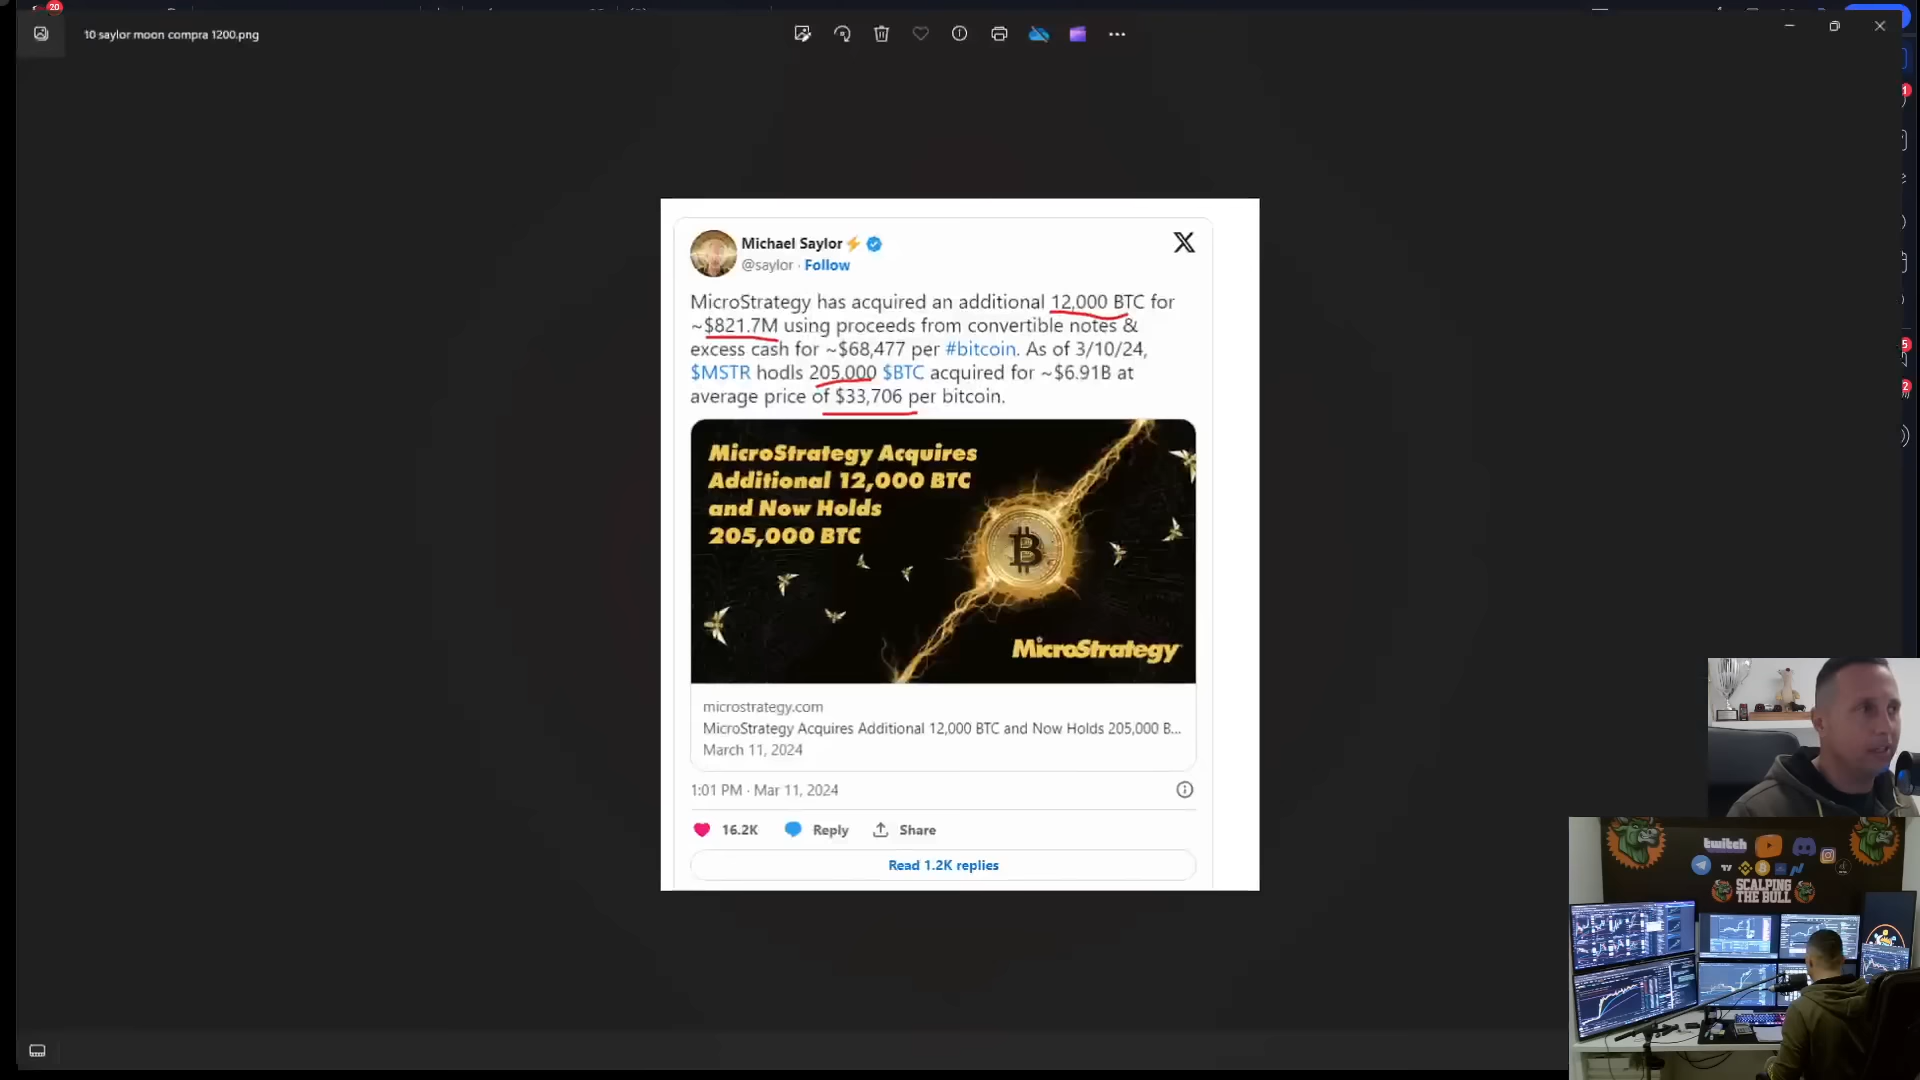 20
10 saylor moon compra 1200.png
Michael Saylor
@saylor · Follow
MicroStrategy has acquired an additional 12,000 BTC for
~$821.7M using proceeds from convertible notes &
excess cash for ~$68,477 per #bitcoin. As of 3/10/24,
$MSTR hodls 205,000 $BTC acquired for ~$6.91B at
average price of $33,706 per bitcoin.
MicroStrategy Acquires
Additional 12,000 BTC
and Now Holds
205,000 BTC
MicroStrategy
microstrategy.com
MicroStrategy Acquires Additional 12,000 BTC and Now Holds 205,000 B...
March 11, 2024
1:01 PM · Mar 11, 2024
16.2K
Reply
Share
Read 1.2K replies
1
5
2
twitch
SCALPING
THE BULL